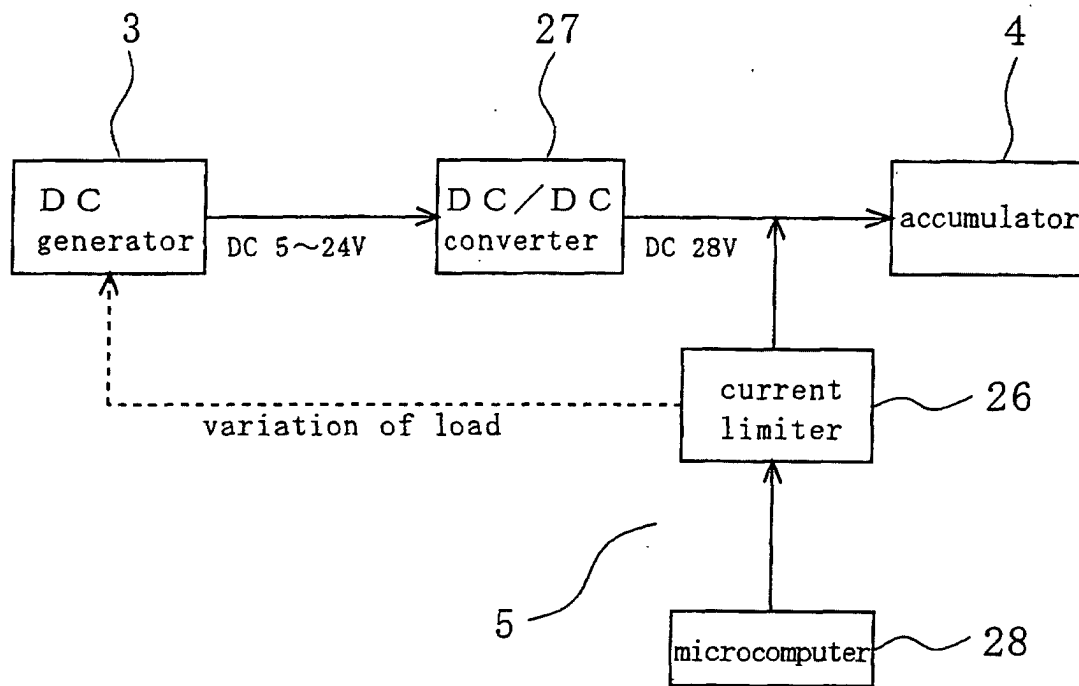 3
27
4
ＤＣ
generator
DC 5～24V
ＤＣ／ＤＣ
converter
DC 28V
accumulator
current
limiter
26
variation of load
5
microcomputer
28